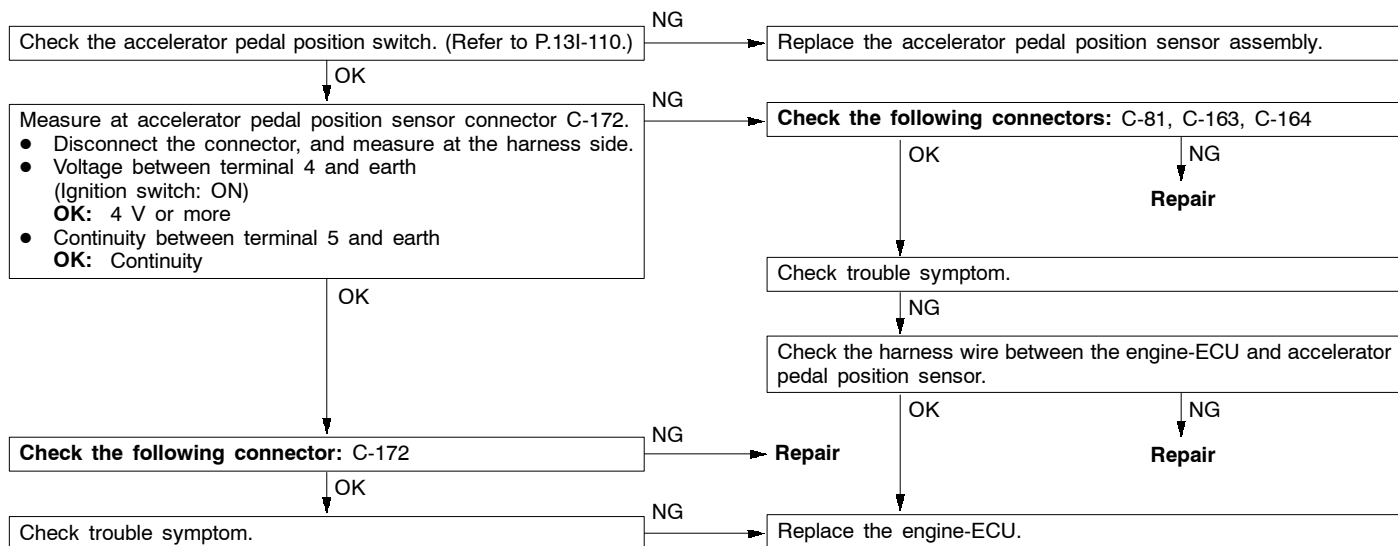 NG
Check the accelerator pedal position switch. (Refer to P.13I-110.)
Replace the accelerator pedal position sensor assembly.
OK
NG
Measure at accelerator pedal position sensor connector C-172.
● Disconnect the connector, and measure at the harness side.
● Voltage between terminal 4 and earth
(Ignition switch: ON)
OK: 4 V or more
● Continuity between terminal 5 and earth
OK: Continuity
Check the following connectors: C-81, C-163, C-164
OK
NG
Repair
Check trouble symptom.
OK
NG
Check the harness wire between the engine-ECU and accelerator
pedal position sensor.
OK
NG
Repair
Check the following connector: C-172
NG
Repair
OK
Check trouble symptom.
NG
Replace the engine-ECU.